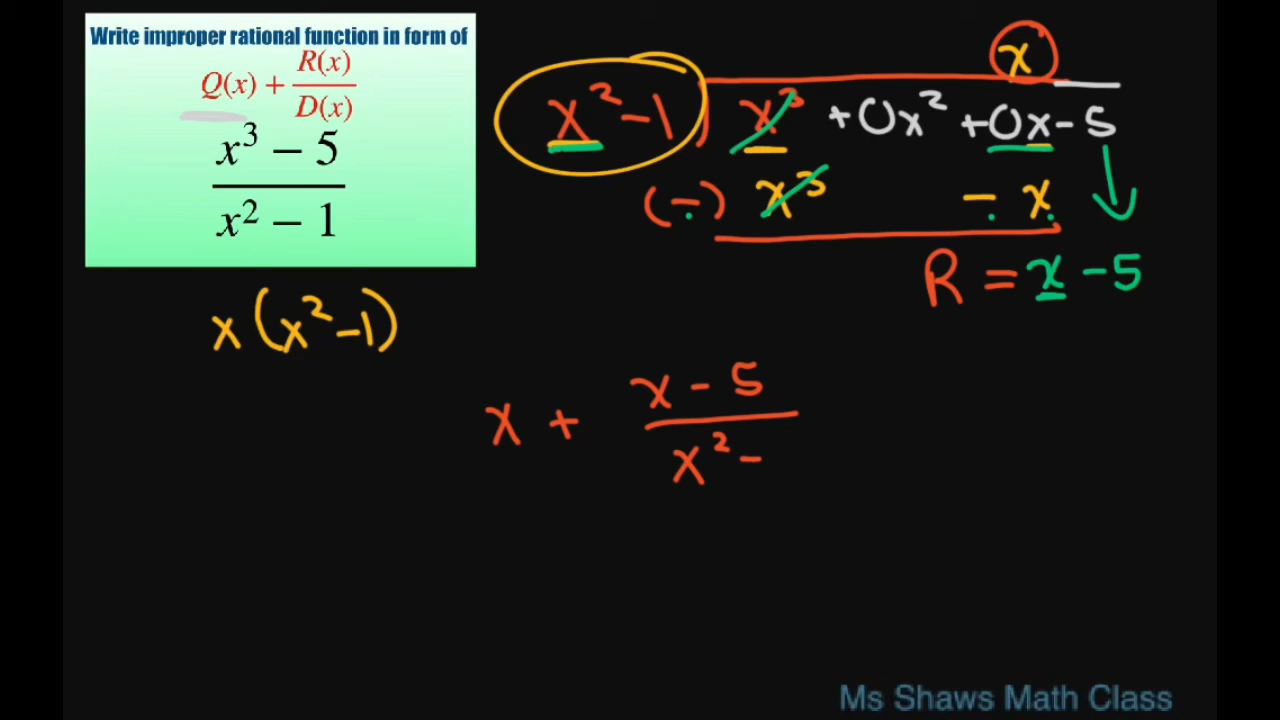 Write improper rational function in form of
Q(x) + R(x)/D(x)
x³ − 5
x² − 1
x(x² − 1)
x
x² − 1 ) x³ + 0x² + 0x − 5
(−) x³ − x
R = x − 5
x + x − 5
x² −
Ms Shaws Math Class